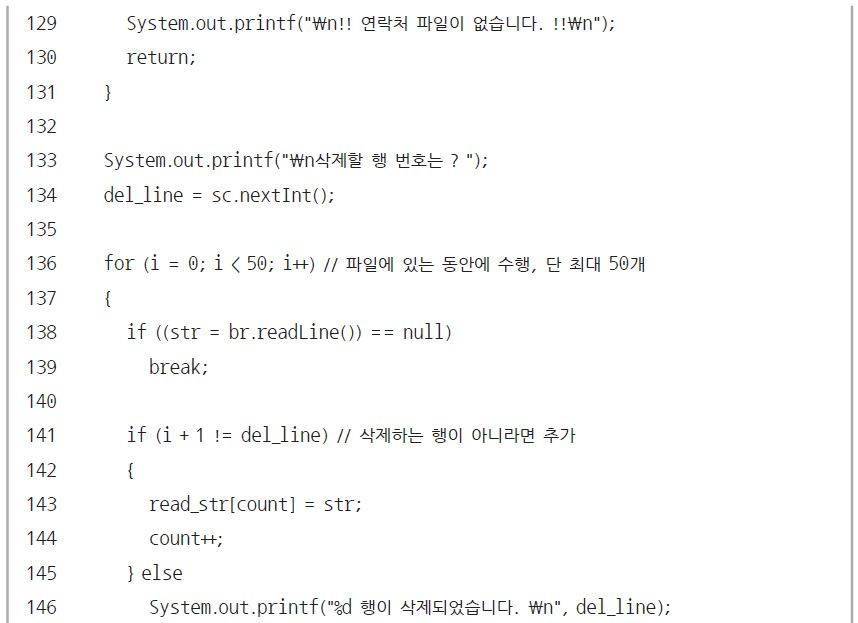 129 System.out.printf("₩n!! 연락처 파일이 없습니다. !!₩n");
130 return;
131 }
132
133 System.out.printf("₩n삭제할 행 번호는 ? ");
134 del_line = sc.nextInt();
135
136 for (i = 0; i < 50; i++) // 파일에 있는 동안에 수행, 단 최대 50개
137 {
138 if ((str = br.readLine()) == null)
139 break;
140
141 if (i + 1 != del_line) // 삭제하는 행이 아니라면 추가
142 {
143 read_str[count] = str;
144 count++;
145 } else
146 System.out.printf("%d 행이 삭제되었습니다. ₩n", del_line);